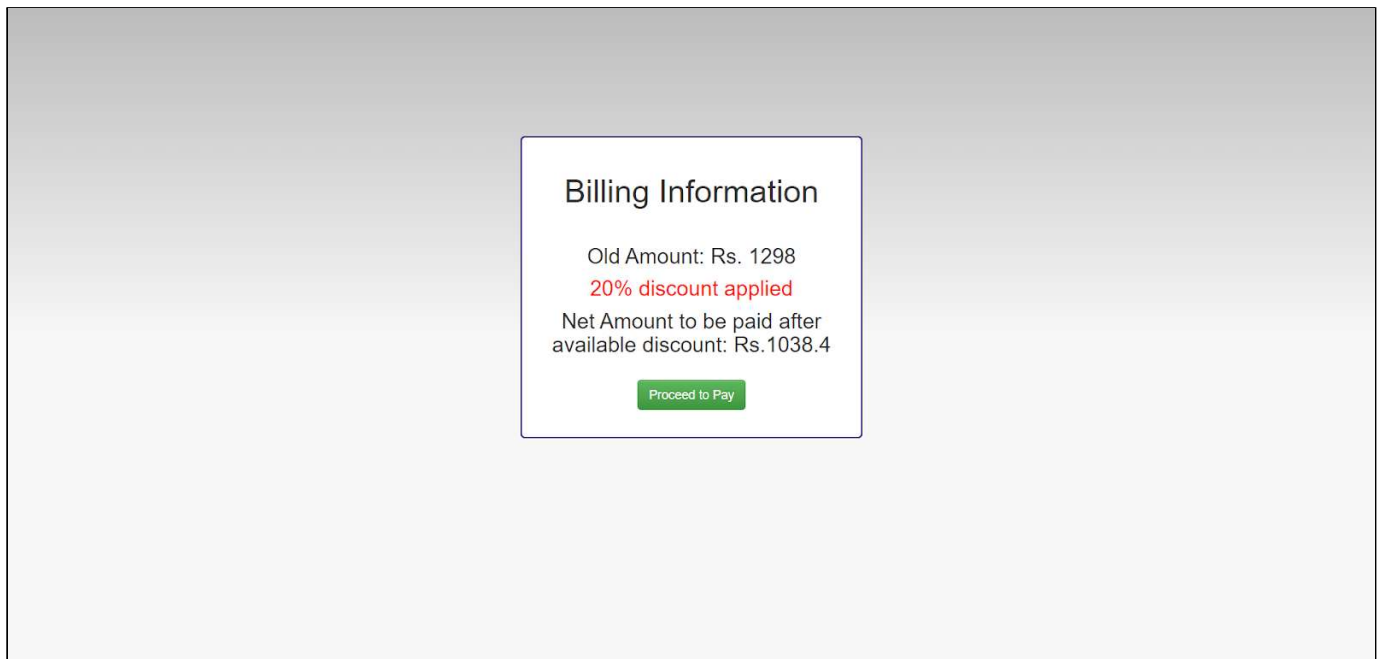 Billing Information
Old Amount: Rs. 1298
20% discount applied
Net Amount to be paid after
available discount: Rs.1038.4
Proceed to Pay